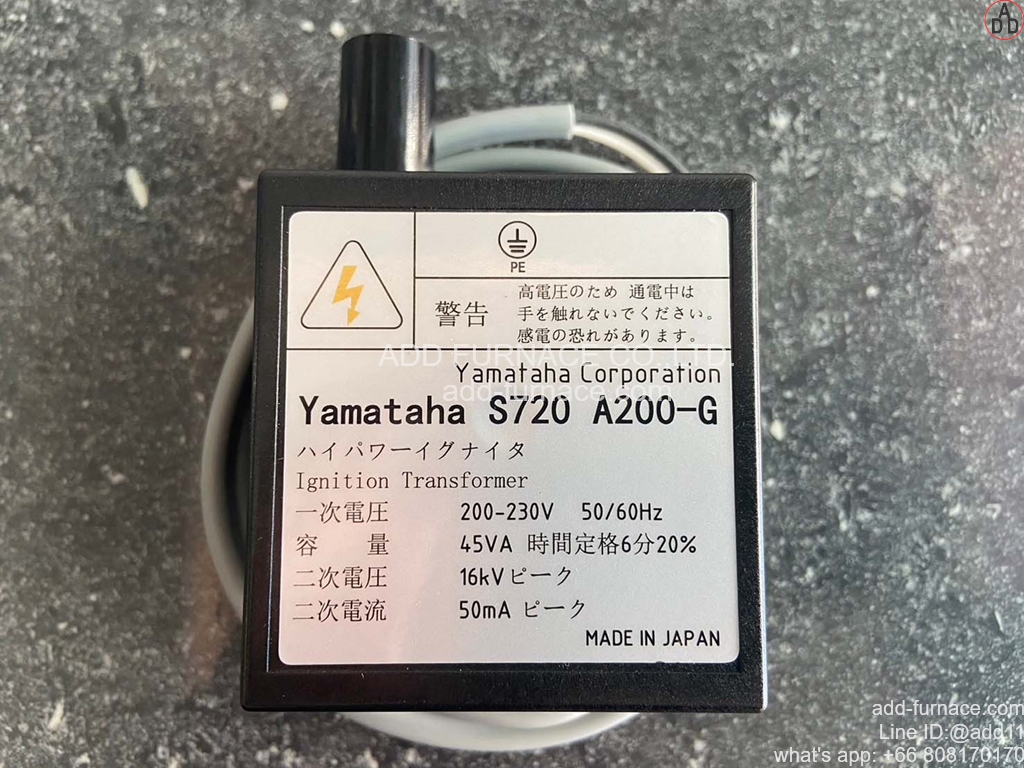 ADD
PE
警告
高電圧のため 通電中は
手を触れないでください。
感電の恐れがあります。
ADD FURNACE CO.,LTD.
add-furnace.com
Yamataha Corporation
Yamataha S720 A200-G
ハイパワーイグナイタ
Ignition Transformer
一次電圧 200-230V 50/60Hz
容 量 45VA 時間定格6分20%
二次電圧 16kVピーク
二次電流 50mA ピーク
MADE IN JAPAN
add-furnace.com
Line ID:@add11
what's app: +66 808170170